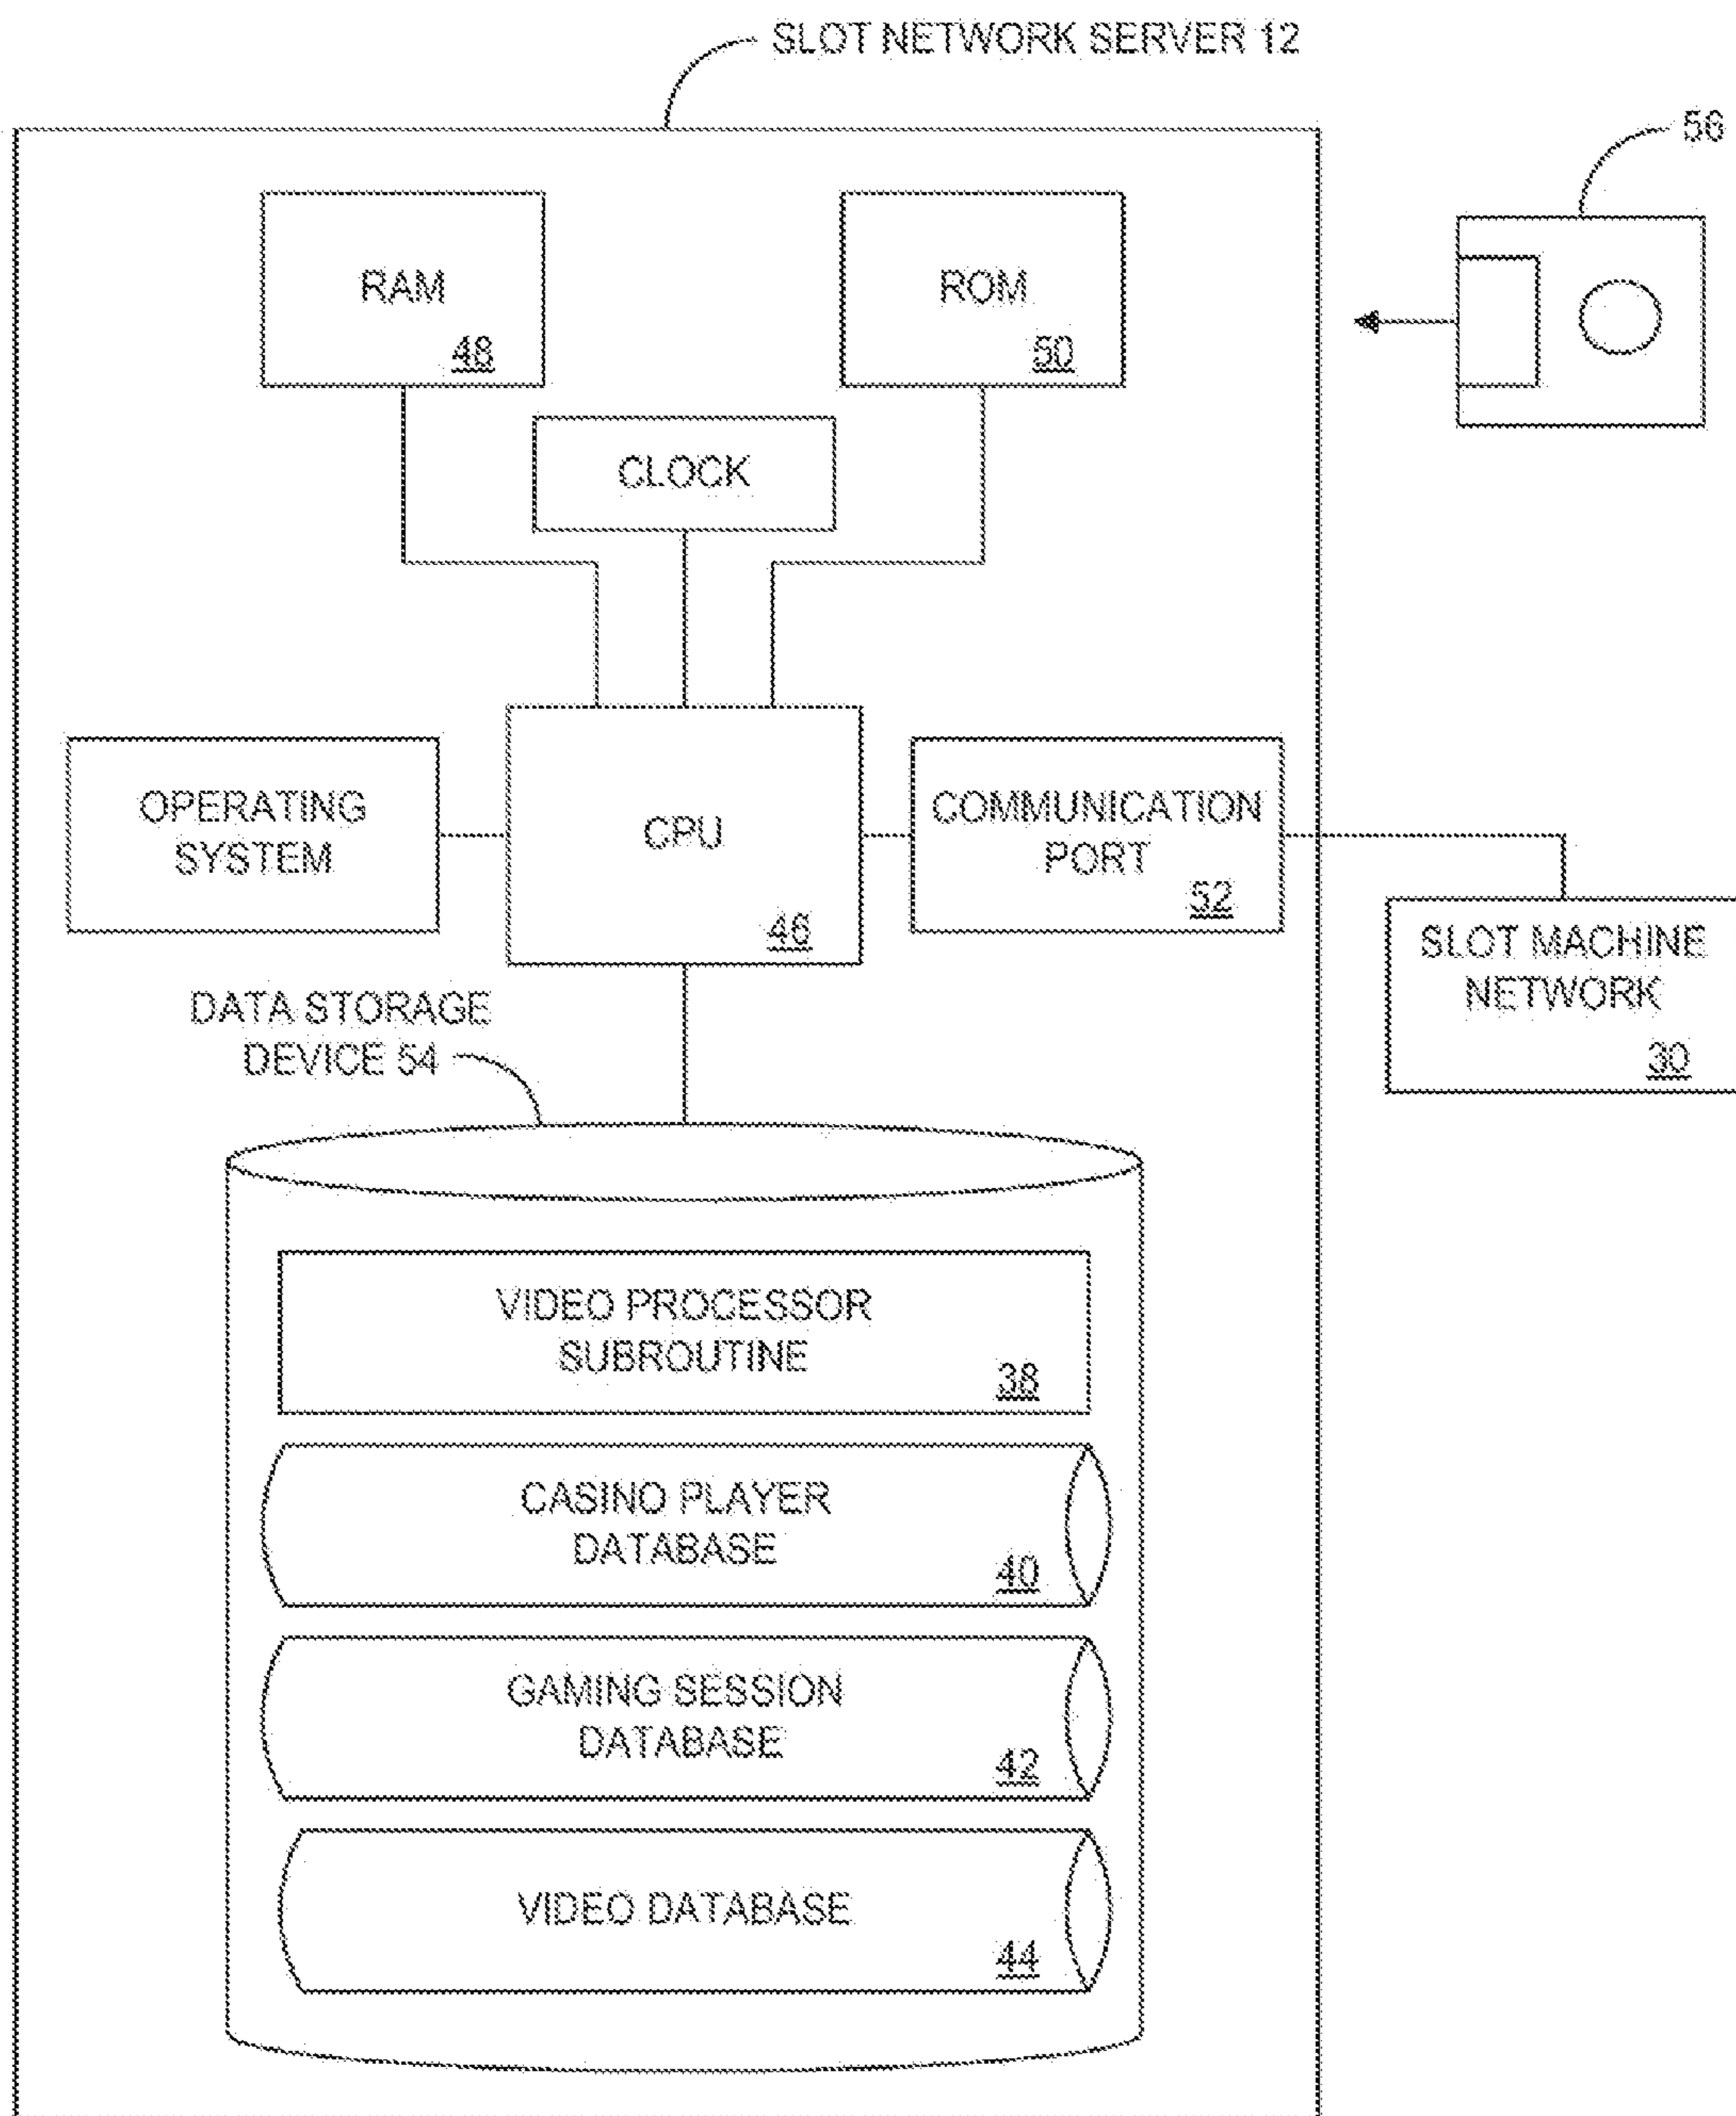 SLOT NETWORK SERVER 12
56
RAM
48
ROM
50
CLOCK
OPERATING
SYSTEM
CPU
46
COMMUNICATION
PORT
52
SLOT MACHINE
NETWORK
30
DATA STORAGE
DEVICE 54
VIDEO PROCESSOR
SUBROUTINE
38
CASINO PLAYER
DATABASE
40
GAMING SESSION
DATABASE
42
VIDEO DATABASE
44